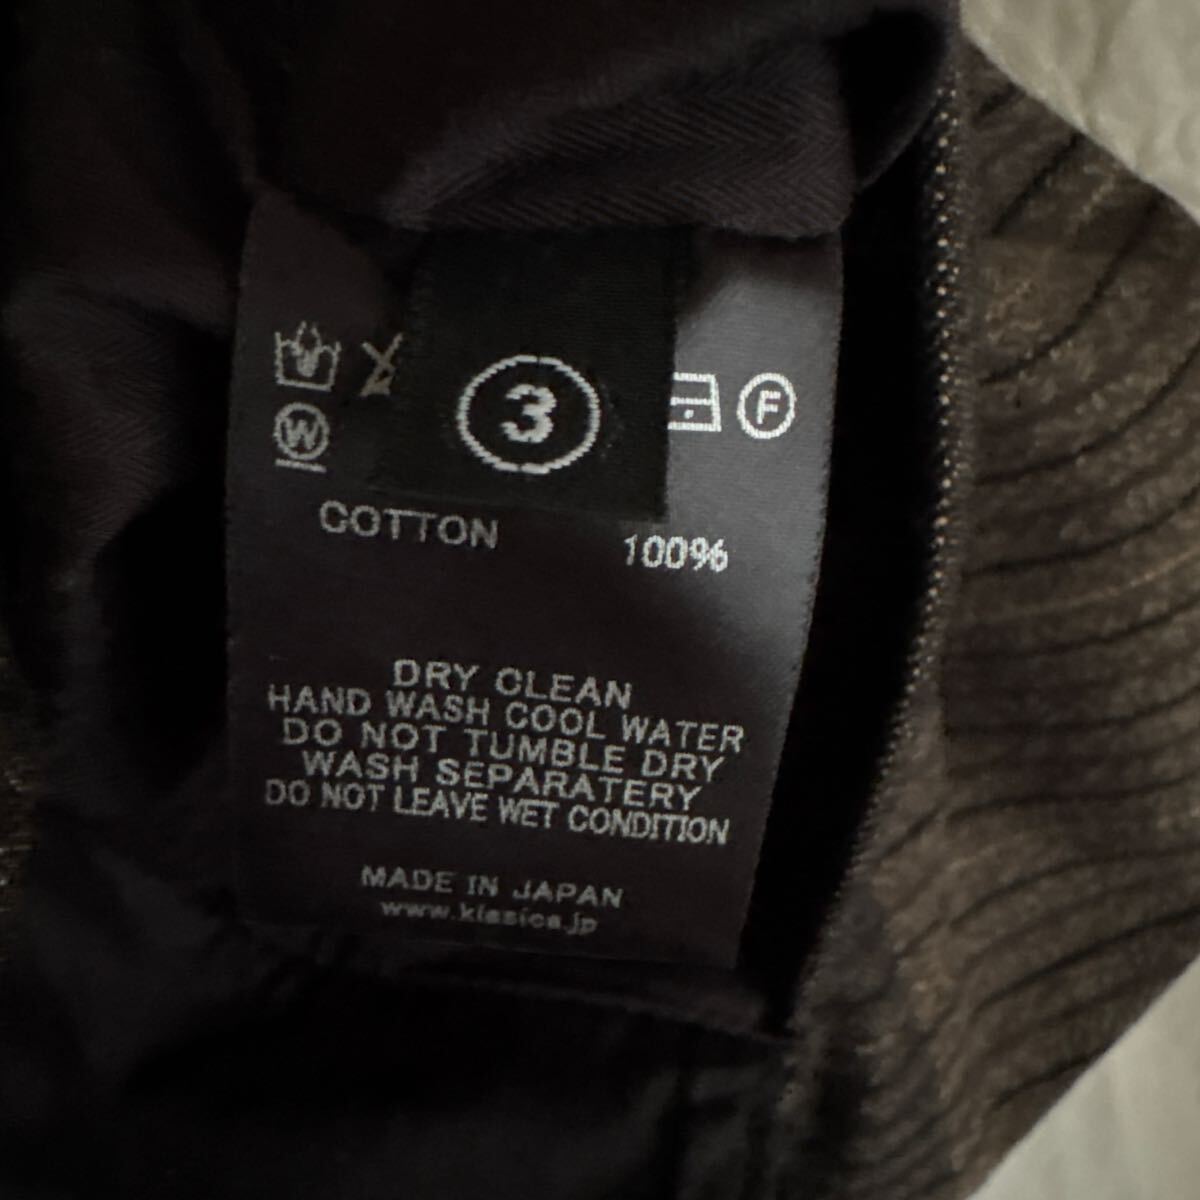 3
F
W
COTTON 100%
DRY CLEAN
HAND WASH COOL WATER
DO NOT TUMBLE DRY
WASH SEPARATERY
DO NOT LEAVE WET CONDITION
MADE IN JAPAN
www.klasica.jp